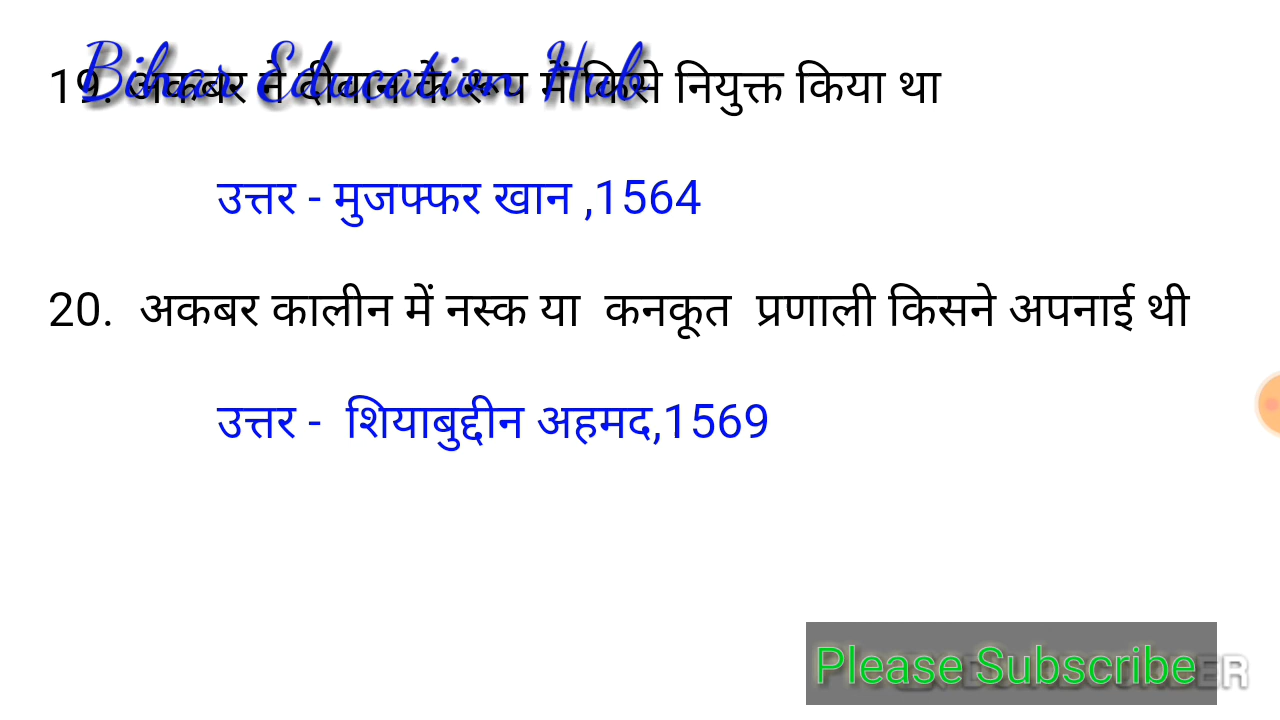 Bihar Education Hub
19. अकबर ने दीवान के रूप में किसे नियुक्त किया था
उत्तर - मुजफ्फर खान ,1564
20. अकबर कालीन में नस्क या कनकूत प्रणाली किसने अपनाई थी
उत्तर - शियाबुद्दीन अहमद,1569
Please Subscribe